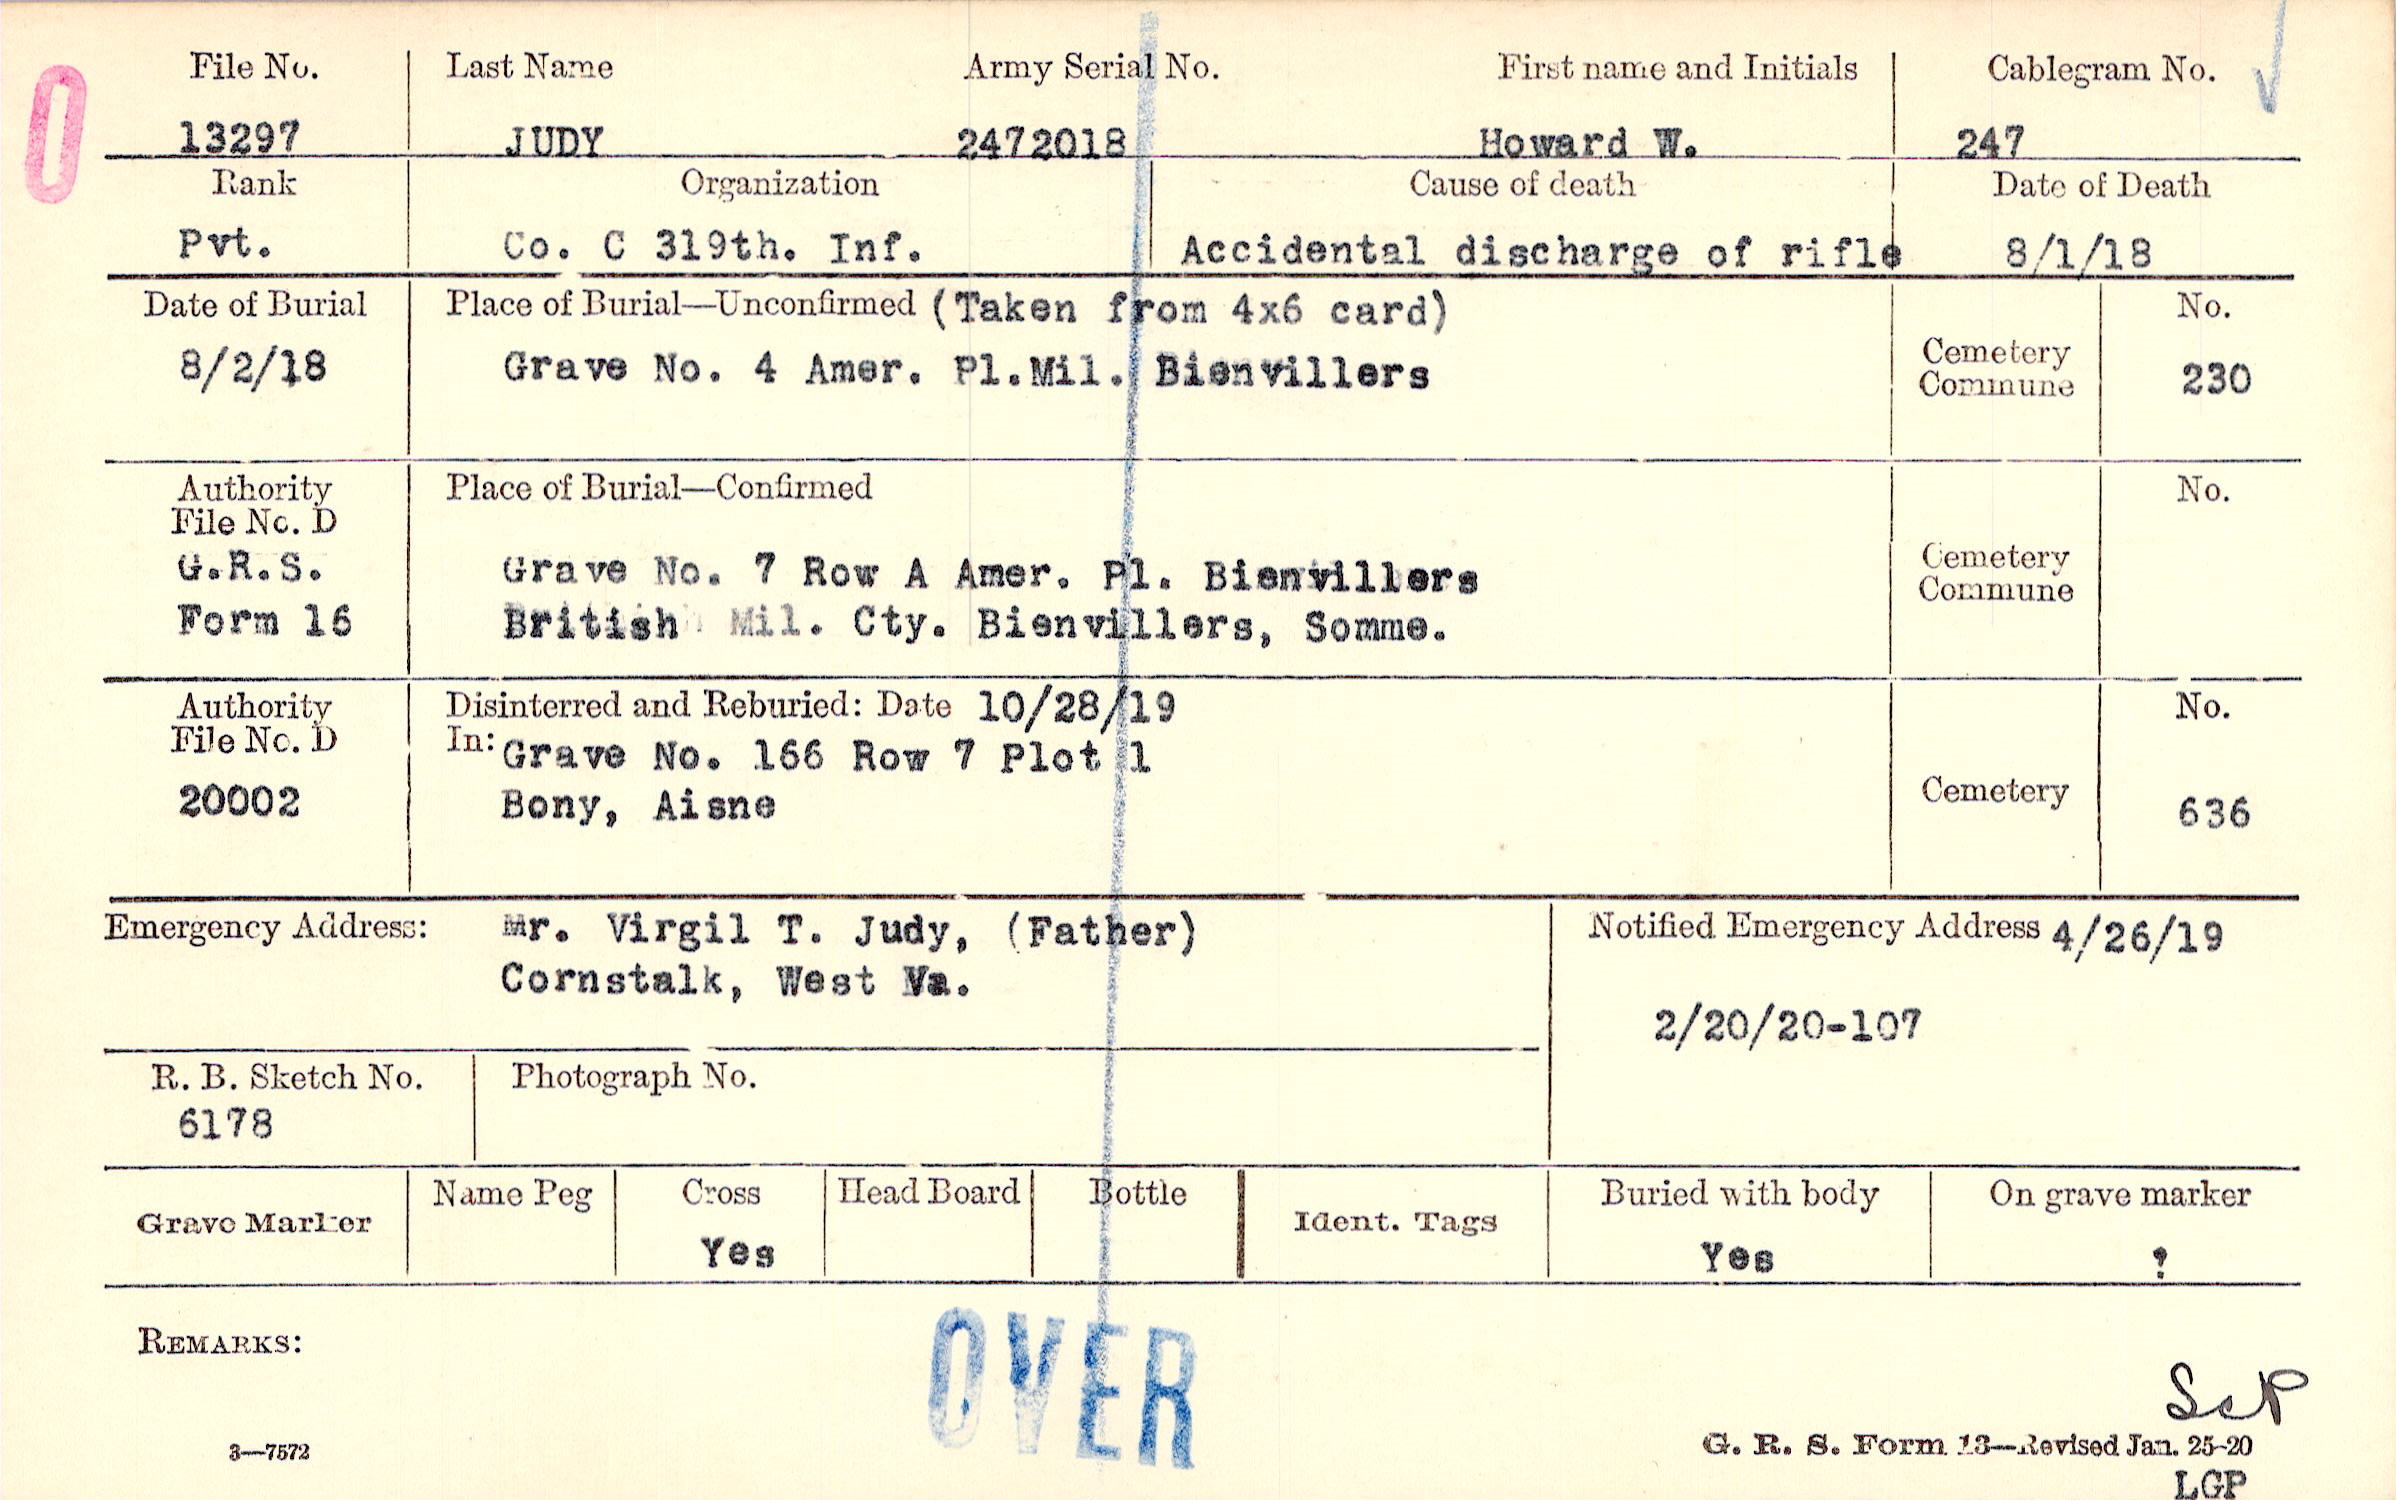 O
File No. Last Name Army Serial No. First name and Initials Cablegram No.
13297 JUDY 2472018 Howard W. 247
Rank Organization Cause of death Date of Death
Pvt. Co. C 319th. Inf. Accidental discharge of rifle 8/1/18
Date of Burial Place of Burial—Unconfirmed (Taken from 4x6 card) No.
8/2/18 Grave No. 4 Amer. Pl.Mil. Bienvillers Cemetery Commune 230
Authority File No. D Place of Burial—Confirmed No.
G.R.S. Grave No. 7 Row A Amer. Pl. Bienvillers Cemetery Commune
Form 16 British Mil. Cty. Bienvillers, Somme.
Authority File No. D Disinterred and Reburied: Date 10/28/19 No.
In: Grave No. 166 Row 7 Plot 1
20002 Bony, Aisne Cemetery 636
Emergency Address: Mr. Virgil T. Judy, (Father) Notified Emergency Address 4/26/19
Cornstalk, West Va.
2/20/20-107
R. B. Sketch No. Photograph No.
6178
Grave Marker Name Peg Cross Head Board Bottle Ident. Tags Buried with body On grave marker
Yes Yes ?
REMARKS:
OVER
3—7572
G. R. S. Form 13—Revised Jan. 25-20
LGP